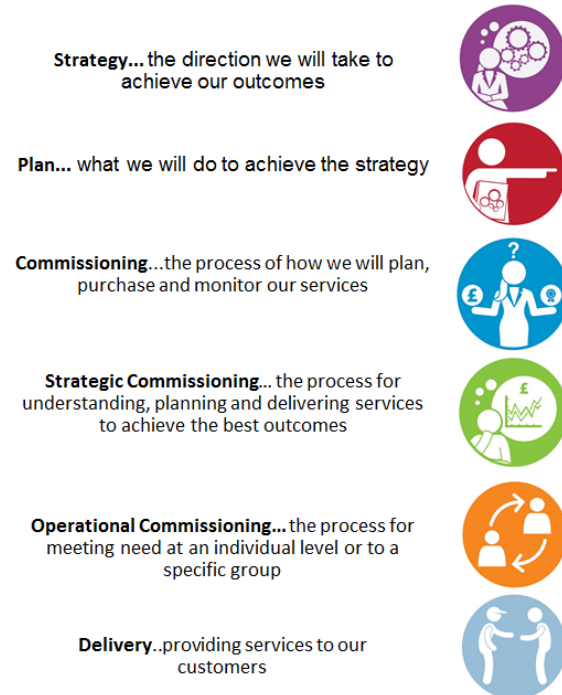 Strategy... the direction we will take to
achieve our outcomes
Plan... what we will do to achieve the strategy
Commissioning...the process of how we will plan,
purchase and monitor our services
Strategic Commissioning... the process for
understanding, planning and delivering services
to achieve the best outcomes
Operational Commissioning... the process for
meeting need at an individual level or to a
specific group
Delivery..providing services to our
customers
?
£
£